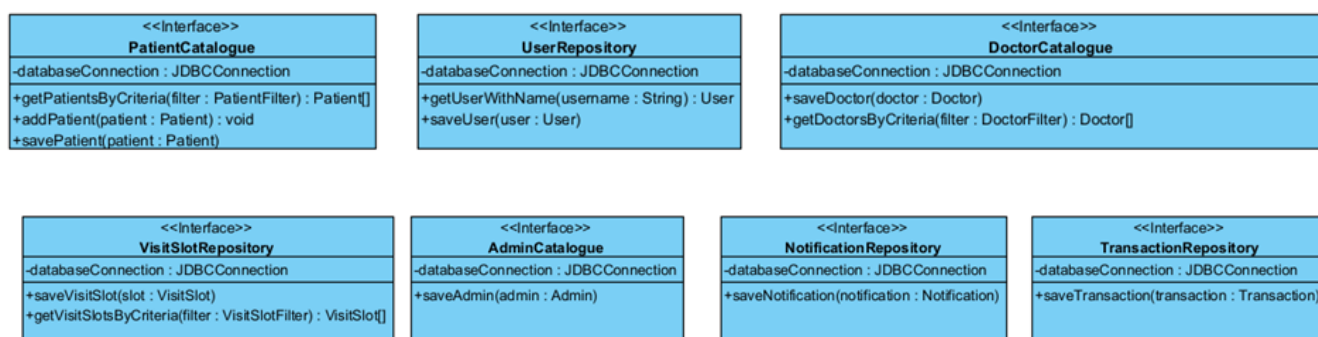 <<Interface>>
PatientCatalogue
-databaseConnection : JDBCConnection
+getPatientsByCriteria(filter : PatientFilter) : Patient[]
+addPatient(patient : Patient) : void
+savePatient(patient : Patient)
<<Interface>>
UserRepository
-databaseConnection : JDBCConnection
+getUserWithName(username : String) : User
+saveUser(user : User)
<<Interface>>
DoctorCatalogue
-databaseConnection : JDBCConnection
+saveDoctor(doctor : Doctor)
+getDoctorsByCriteria(filter : DoctorFilter) : Doctor[]
<<Interface>>
VisitSlotRepository
-databaseConnection : JDBCConnection
+saveVisitSlot(slot : VisitSlot)
+getVisitSlotsByCriteria(filter : VisitSlotFilter) : VisitSlot[]
<<Interface>>
AdminCatalogue
-databaseConnection : JDBCConnection
+saveAdmin(admin : Admin)
<<Interface>>
NotificationRepository
-databaseConnection : JDBCConnection
+saveNotification(notification : Notification)
<<Interface>>
TransactionRepository
-databaseConnection : JDBCConnection
+saveTransaction(transaction : Transaction)